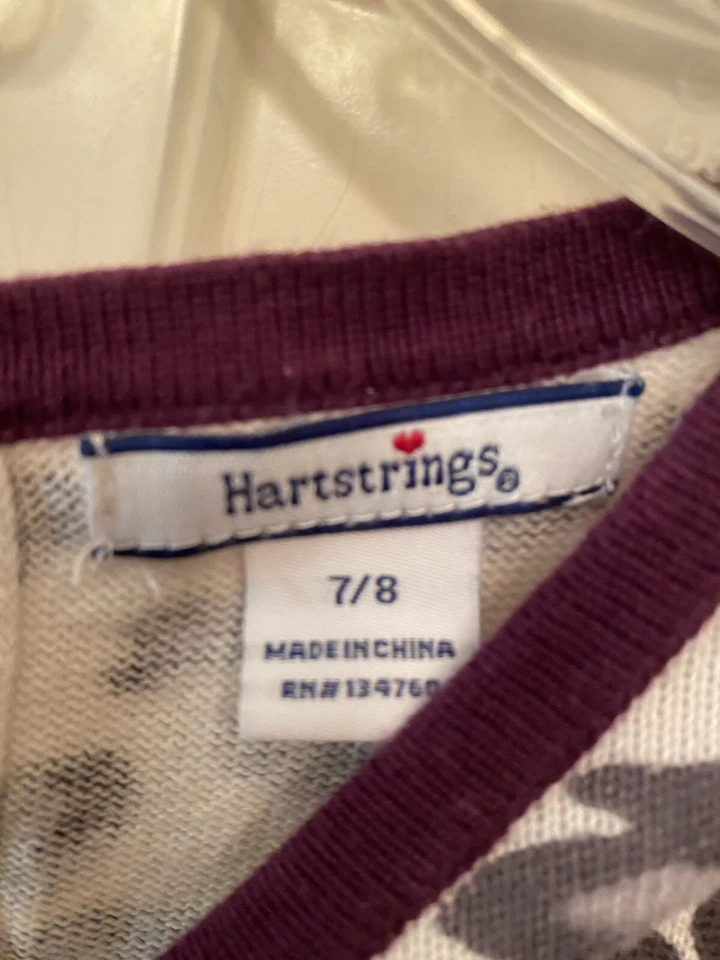 Hartstrings®
7/8
MADE IN CHINA
RN# 134760